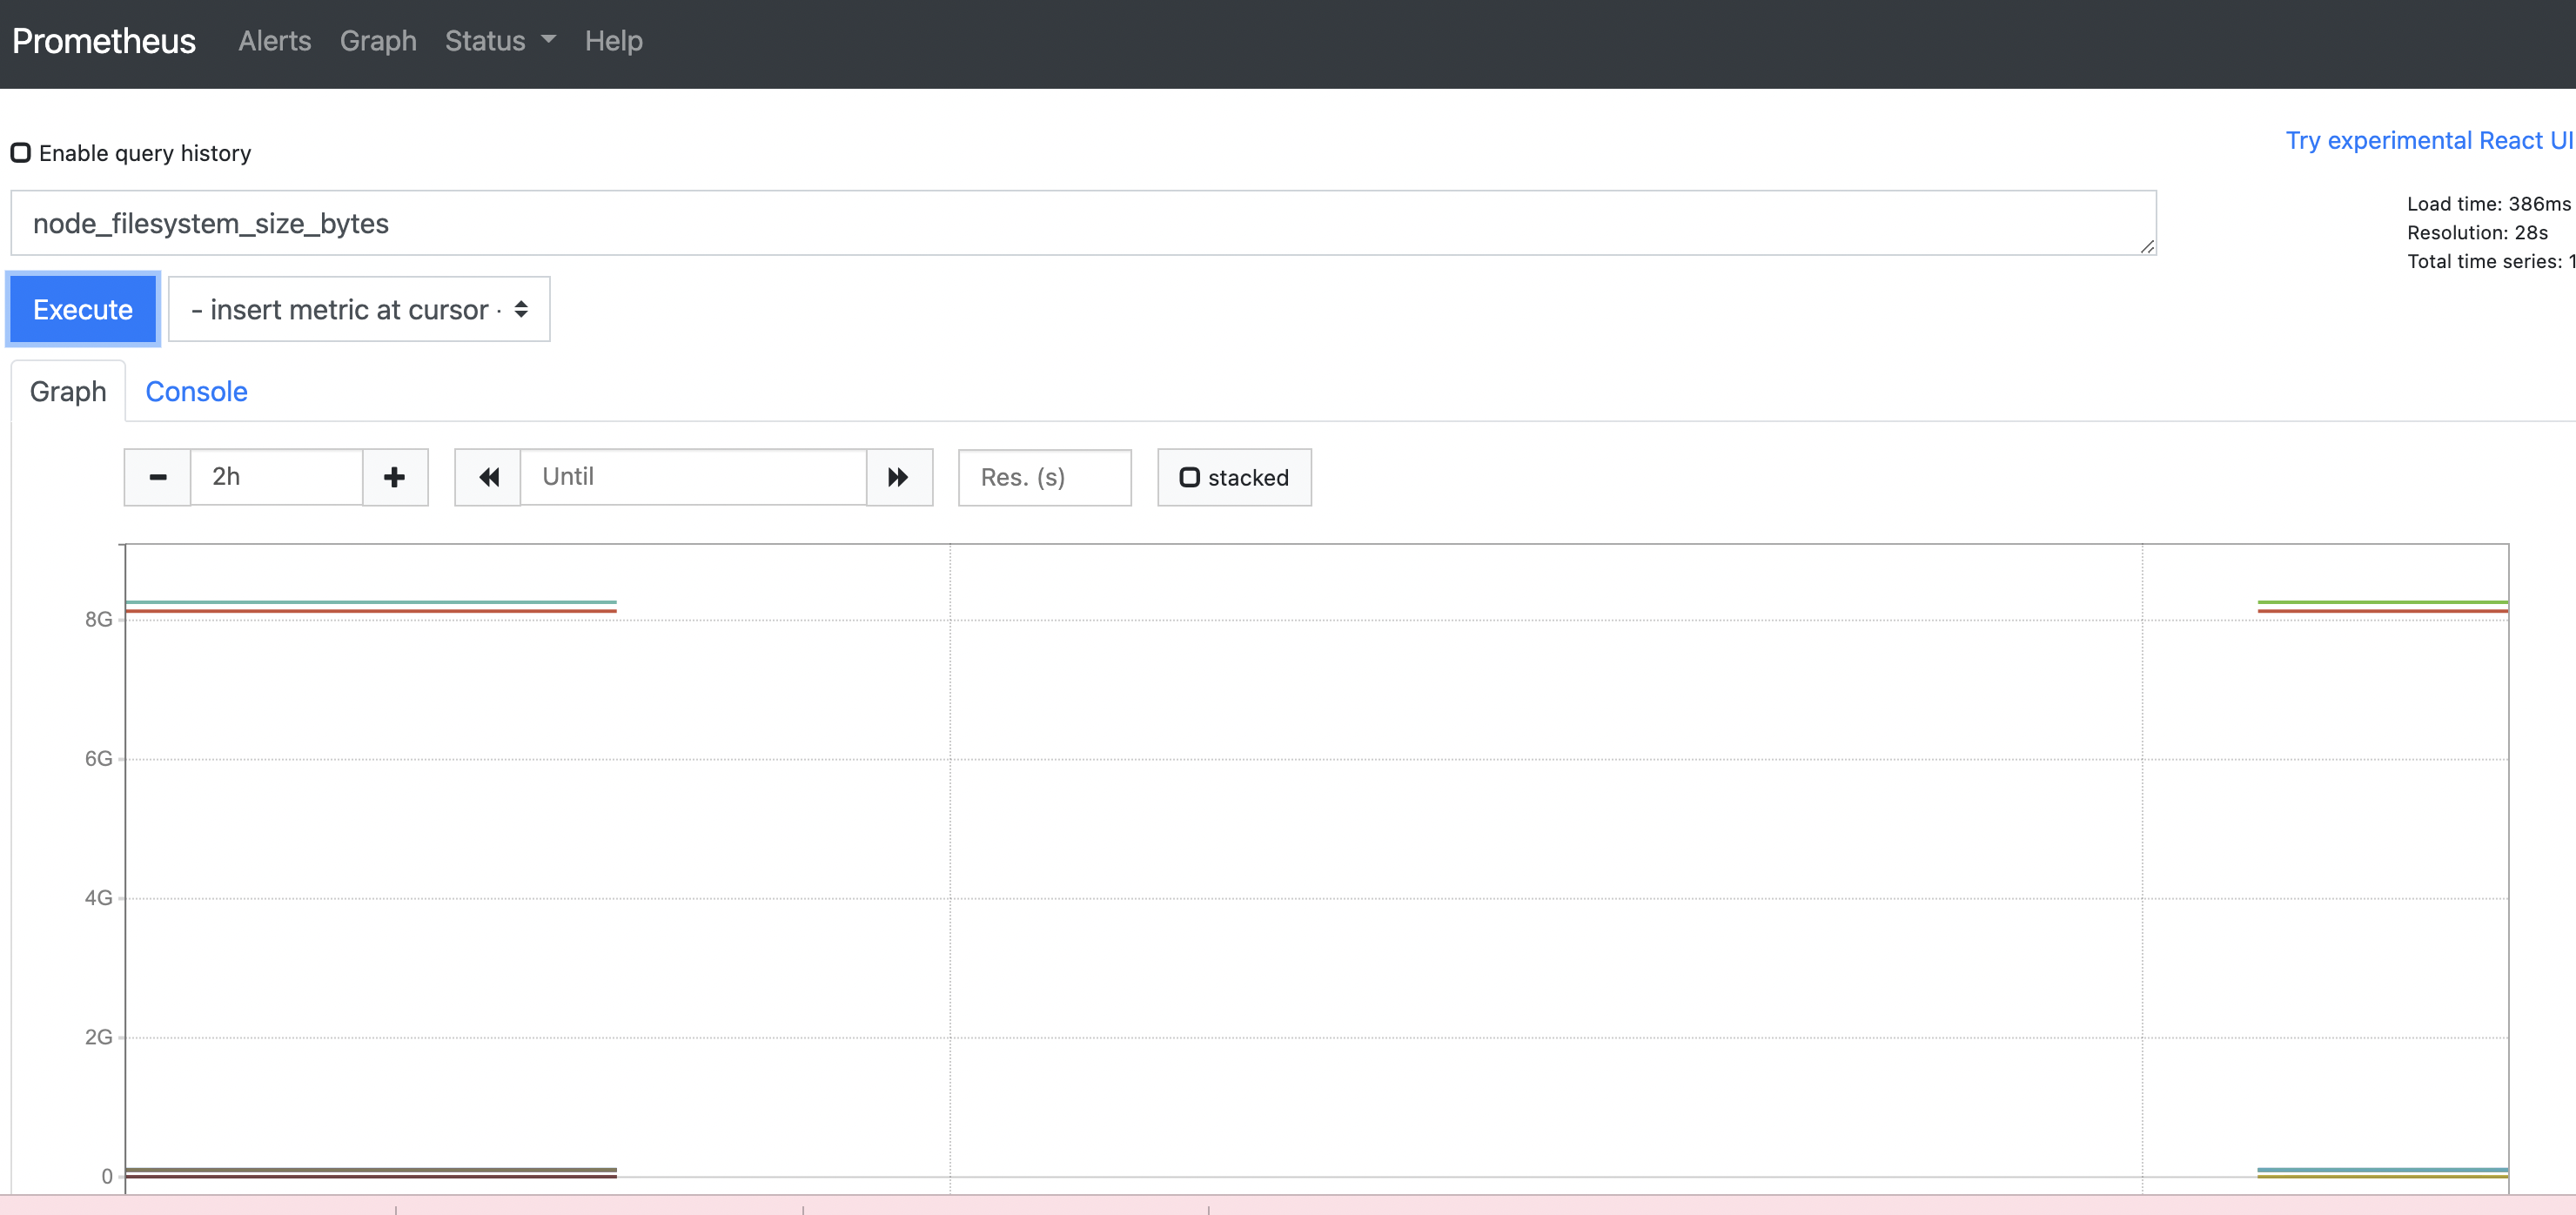 Prometheus Alerts Graph Status Help
Enable query history
Try experimental React UI
node_filesystem_size_bytes
Load time: 386ms
Resolution: 28s
Total time series: 1
Execute
- insert metric at cursor -
Graph Console
2h Until Res. (s) stacked
8G
6G
4G
2G
0